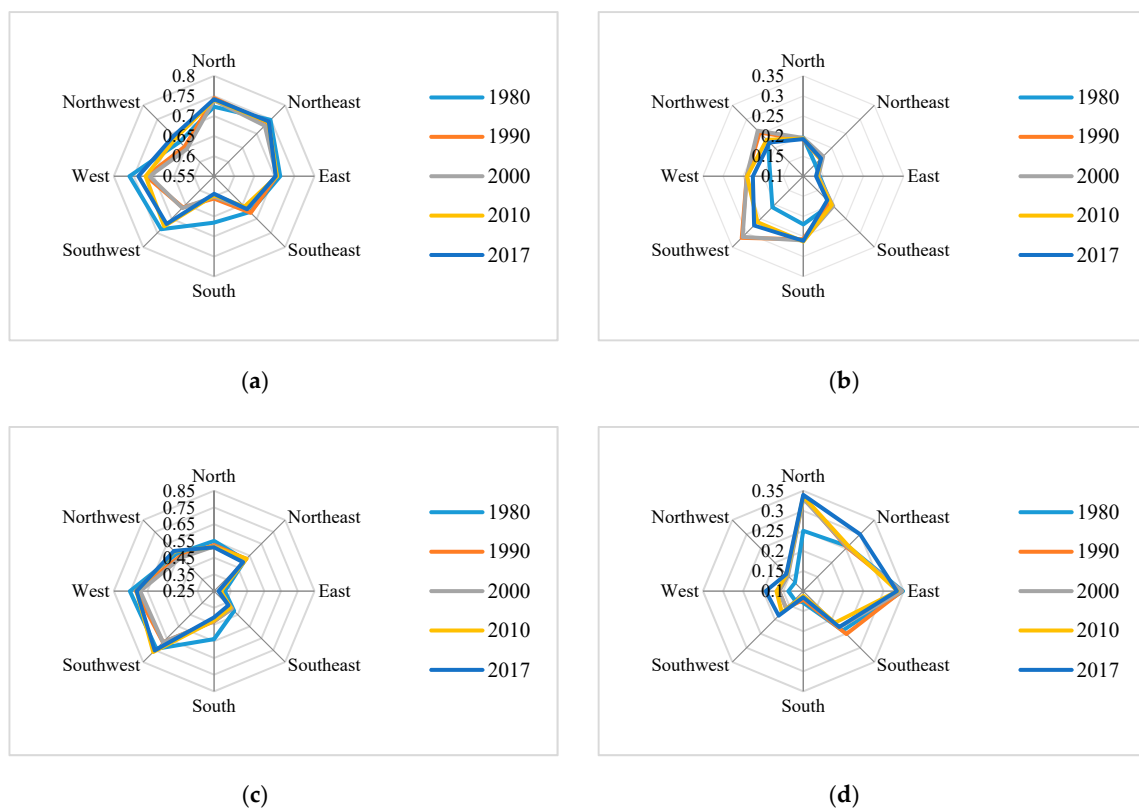 North
0.8
0.75
0.7
0.65
0.6
0.55
Northwest
Northeast
West
East
Southwest
Southeast
South
1980
1990
2000
2010
2017
(a)
North
0.35
0.3
0.25
0.2
0.15
0.1
Northwest
Northeast
West
East
Southwest
Southeast
South
1980
1990
2000
2010
2017
(b)
North
0.85
0.75
0.65
0.55
0.45
0.35
0.25
Northwest
Northeast
West
East
Southwest
Southeast
South
1980
1990
2000
2010
2017
(c)
North
0.35
0.3
0.25
0.2
0.15
0.1
Northwest
Northeast
West
East
Southwest
Southeast
South
1980
1990
2000
2010
2017
(d)